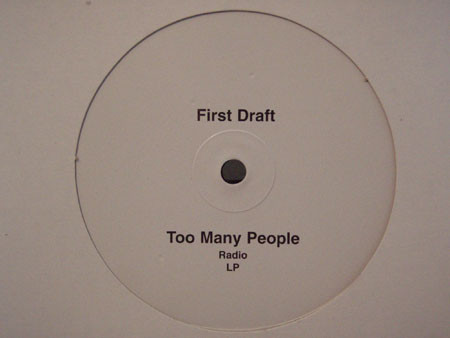 First Draft
Too Many People
Radio
LP